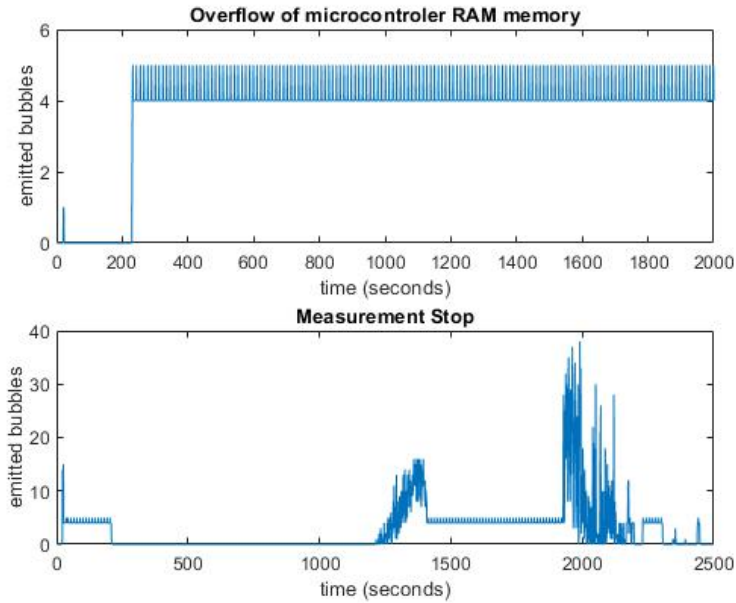 Overflow of microcontroler RAM memory
6
4
2
0
emitted bubbles
0 200 400 600 800 1000 1200 1400 1600 1800 2000
time (seconds)
Measurement Stop
40
30
20
10
0
emitted bubbles
0 500 1000 1500 2000 2500
time (seconds)